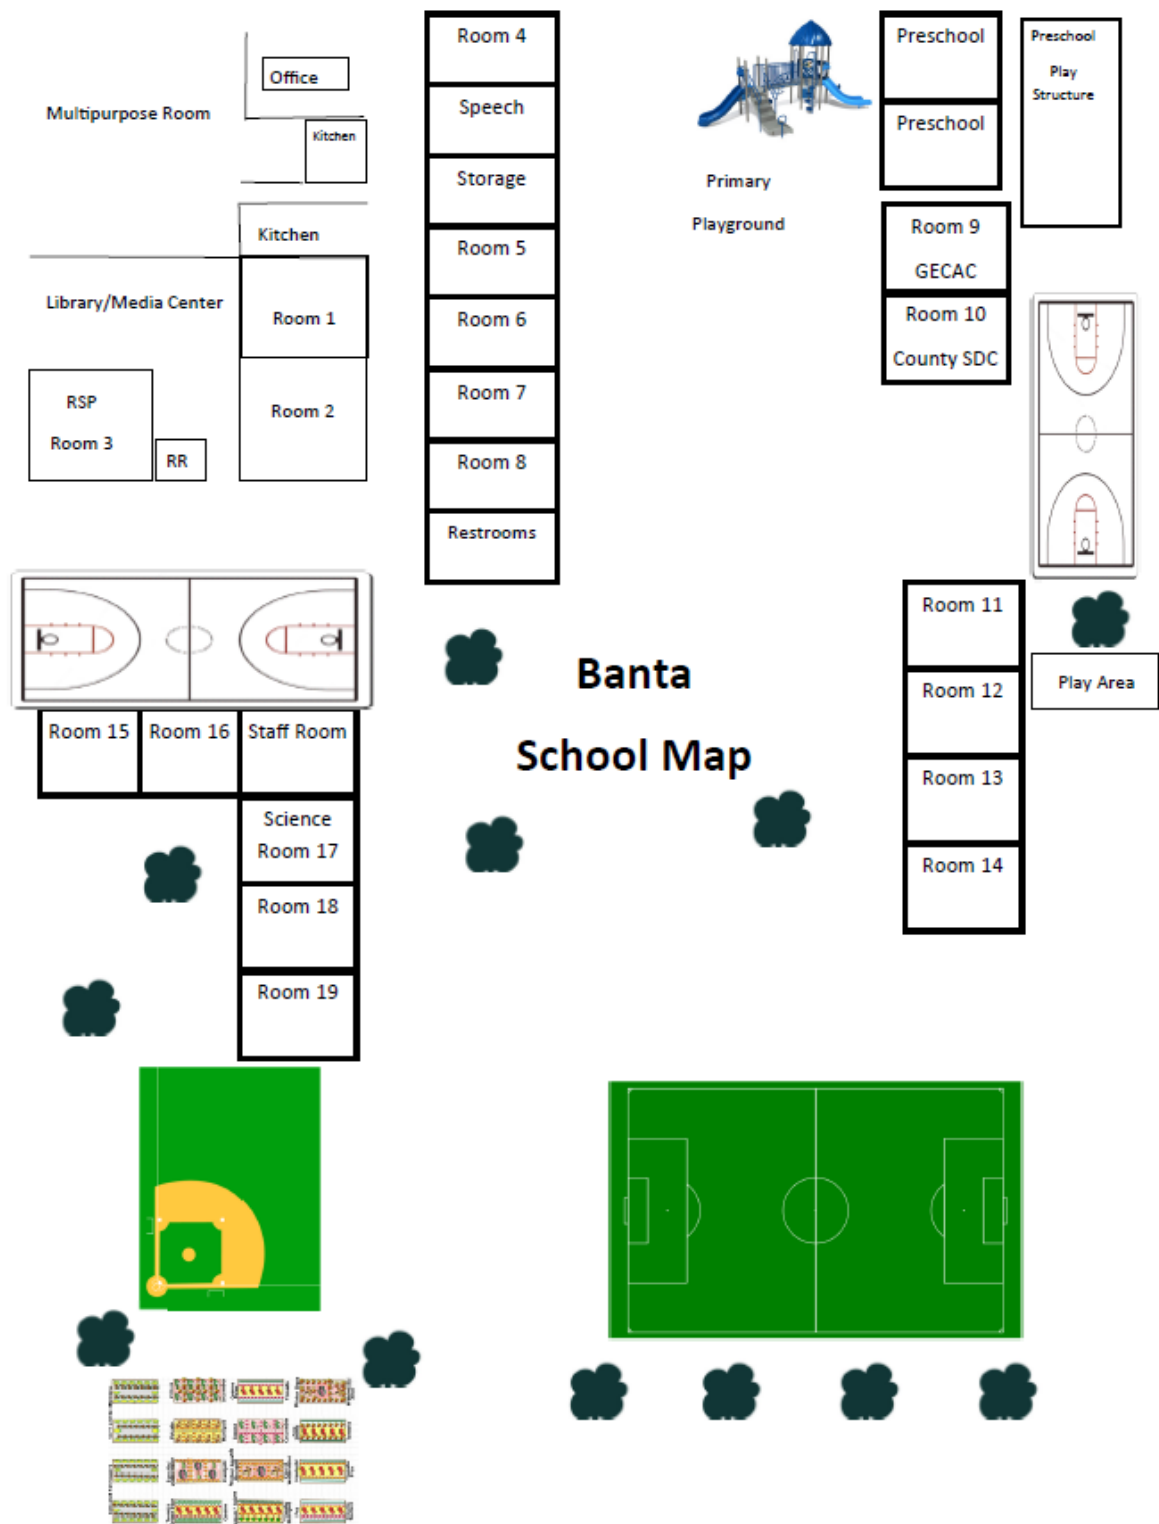 Office
Multipurpose Room
Kitchen
Kitchen
Library/Media Center
Room 1
RSP
Room 3
RR
Room 2
Room 4
Speech
Storage
Room 5
Room 6
Room 7
Room 8
Restrooms
Primary
Playground
Preschool
Preschool
Preschool
Play
Structure
Room 9
GECAC
Room 10
County SDC
Banta
School Map
Room 11
Room 12
Room 13
Room 14
Play Area
Room 15
Room 16
Staff Room
Science
Room 17
Room 18
Room 19